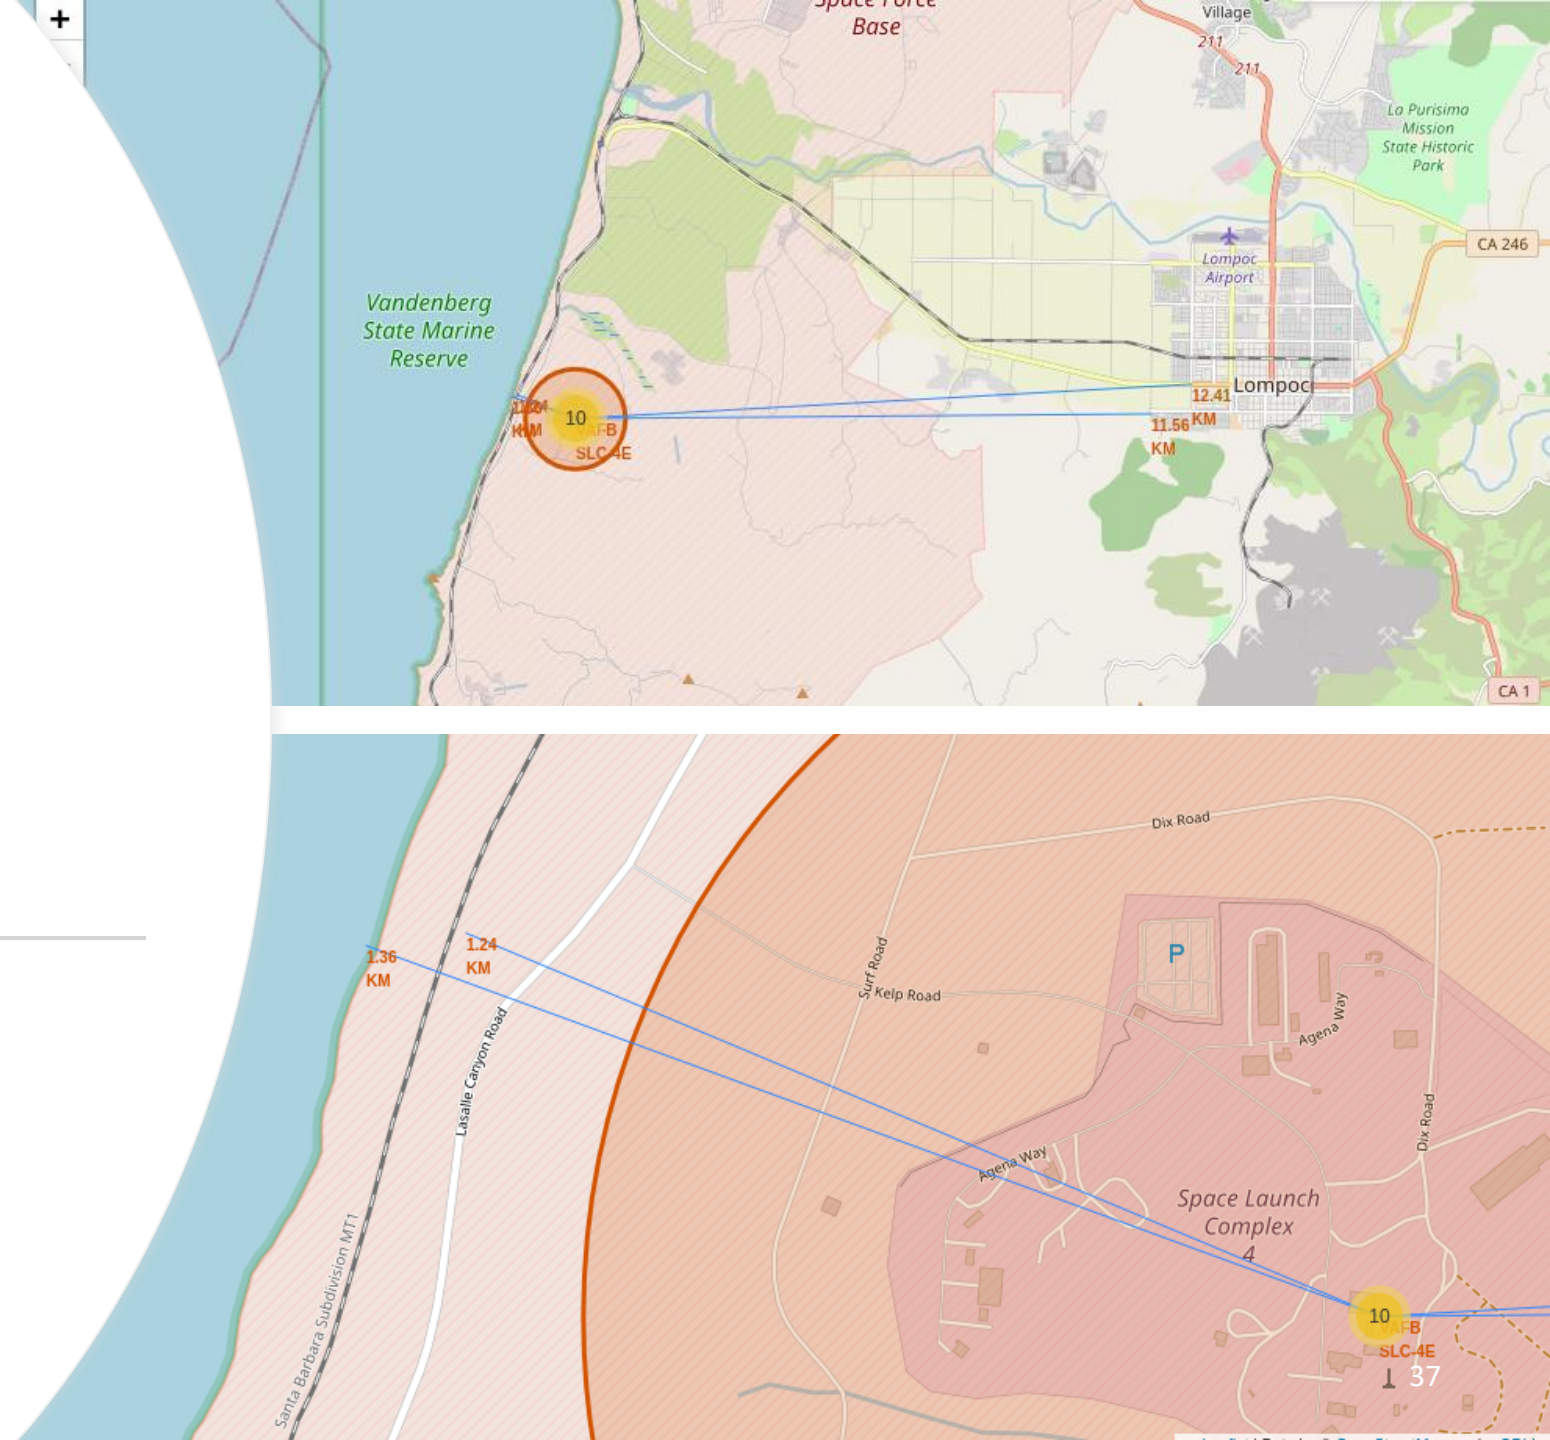 +
Space Force
Base
Village
211
211
La Purisima
Mission
State Historic
Park
CA 246
Lompoc
Airport
Vandenberg
State Marine
Reserve
Lompoc
12.41
KM
11.56
KM
10
VAFB
SLC-4E
CA 1
Dix Road
P
1.36
KM
1.24
KM
Surf Road
Kelp Road
Agena Way
Lasalle Canyon Road
Dix Road
Agena Way
Space Launch
Complex
4
Santa Barbara Subdivision MT1
10
VAFB
SLC-4E
37